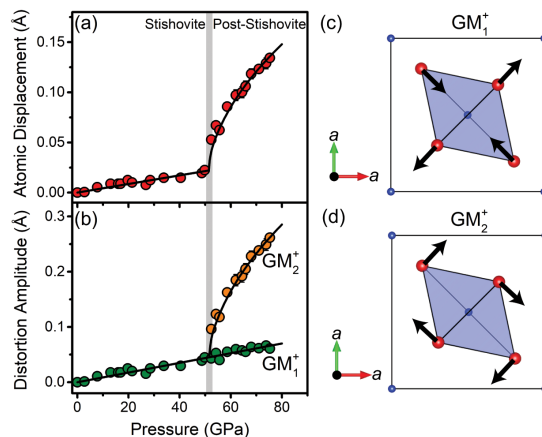 (a)
Stishovite
Post-Stishovite
Atomic Displacement (Å)
0.15
0.10
0.05
0.00
(b)
Distortion Amplitude (Å)
0.3
0.2
0.1
0.0
GM₂⁺
GM₁⁺
0 20 40 60 80
Pressure (GPa)
(c)
GM₁⁺
a
a
(d)
GM₂⁺
a
a